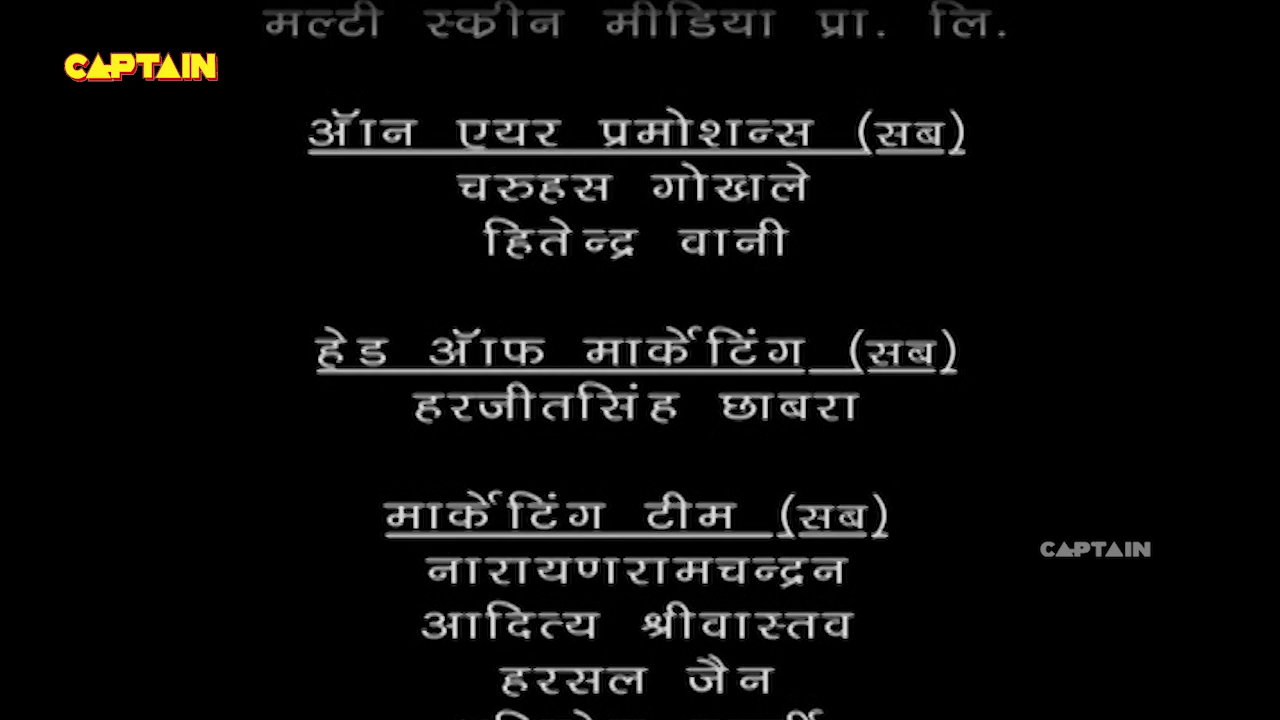 मल्टी स्क्रीन मीडिया प्रा. लि.
CAPTAIN
ऑन एयर प्रमोशन्स (सब)
चरुहस गोखले
हितेन्द्र वानी
हेड ऑफ मार्केटिंग (सब)
हरजीतसिंह छाबरा
मार्केटिंग टीम (सब)
CAPTAIN
नारायणरामचन्द्रन
आदित्य श्रीवास्तव
हरसल जैन